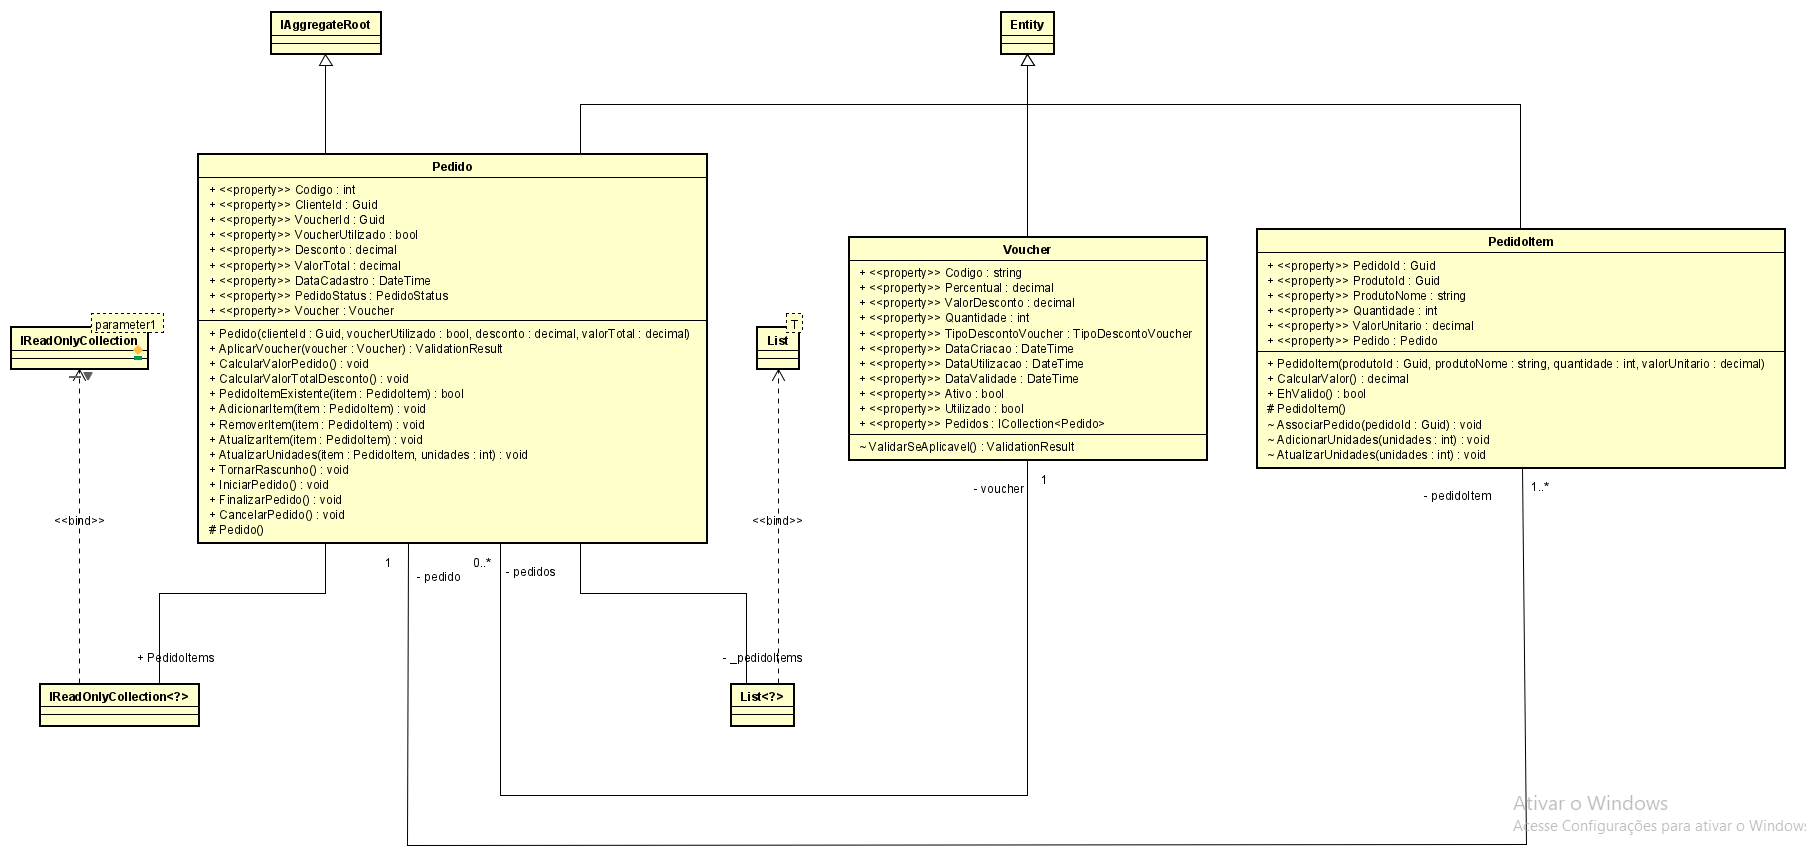 IAggregateRoot
Entity
Pedido
+ <<property>> Codigo : int
+ <<property>> ClienteId : Guid
+ <<property>> VoucherId : Guid
+ <<property>> VoucherUtilizado : bool
+ <<property>> Desconto : decimal
+ <<property>> ValorTotal : decimal
+ <<property>> DataCadastro : DateTime
+ <<property>> PedidoStatus : PedidoStatus
+ <<property>> Voucher : Voucher
+ Pedido(clienteId : Guid, voucherUtilizado : bool, desconto : decimal, valorTotal : decimal)
+ AplicarVoucher(voucher : Voucher) : ValidationResult
+ CalcularValorPedido() : void
+ CalcularValorTotalDesconto() : void
+ PedidoItemExistente(item : PedidoItem) : bool
+ AdicionarItem(item : PedidoItem) : void
+ RemoverItem(item : PedidoItem) : void
+ AtualizarItem(item : PedidoItem) : void
+ AtualizarUnidades(item : PedidoItem, unidades : int) : void
+ TornarRascunho() : void
+ IniciarPedido() : void
+ FinalizarPedido() : void
+ CancelarPedido() : void
# Pedido()
Voucher
+ <<property>> Codigo : string
+ <<property>> Percentual : decimal
+ <<property>> ValorDesconto : decimal
+ <<property>> Quantidade : int
+ <<property>> TipoDescontoVoucher : TipoDescontoVoucher
+ <<property>> DataCriacao : DateTime
+ <<property>> DataUtilizacao : DateTime
+ <<property>> DataValidade : DateTime
+ <<property>> Ativo : bool
+ <<property>> Utilizado : bool
+ <<property>> Pedidos : ICollection<Pedido>
~ ValidarSeAplicavel() : ValidationResult
PedidoItem
+ <<property>> PedidoId : Guid
+ <<property>> ProdutoId : Guid
+ <<property>> ProdutoNome : string
+ <<property>> Quantidade : int
+ <<property>> ValorUnitario : decimal
+ <<property>> Pedido : Pedido
+ PedidoItem(produtoId : Guid, produtoNome : string, quantidade : int, valorUnitario : decimal)
+ CalcularValor() : decimal
+ EhValido() : bool
# PedidoItem()
~ AssociarPedido(pedidoId : Guid) : void
~ AdicionarUnidades(unidades : int) : void
~ AtualizarUnidades(unidades : int) : void
parameter1
IReadOnlyCollection
T
List
- voucher
1
- pedidoItem
1..*
<<bind>>
<<bind>>
1
- pedido
0..*
- pedidos
+ PedidoItems
- _pedidoItems
IReadOnlyCollection<?>
List<?>
Ativar o Windows
Acesse Configurações para ativar o Windows